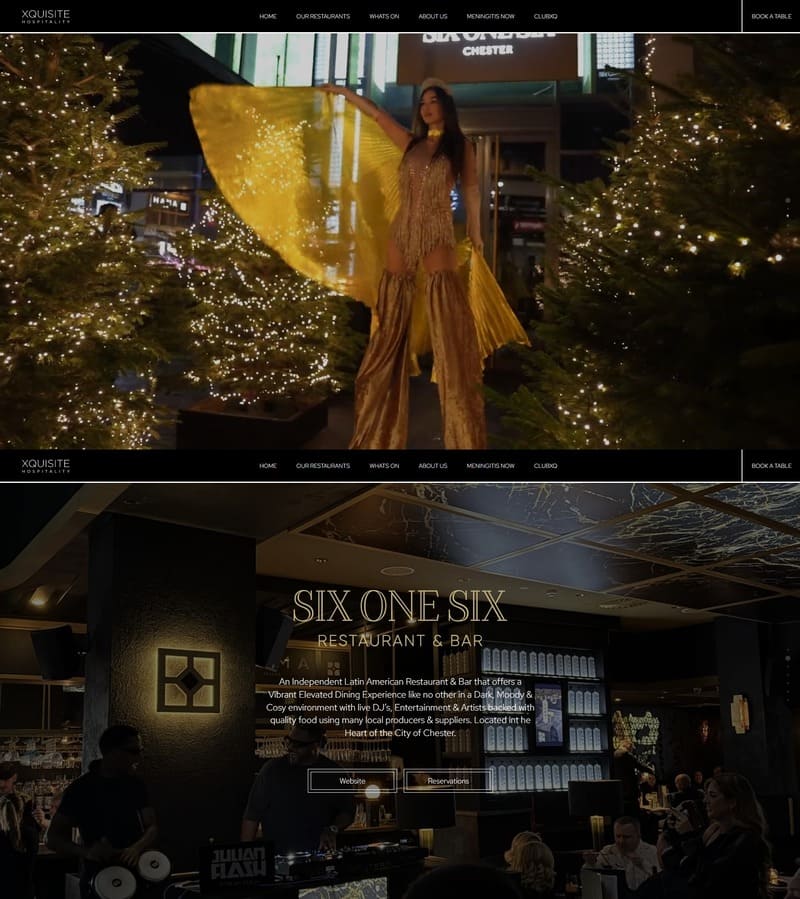 XQUISITE
HOSPITALITY
HOME OUR RESTAURANTS WHATS ON ABOUT US MENINGITIS NOW CLUBXQ BOOK A TABLE
SIX ONE SIX
CHESTER
XQUISITE
HOSPITALITY
HOME OUR RESTAURANTS WHATS ON ABOUT US MENINGITIS NOW CLUBXQ BOOK A TABLE
SIX ONE SIX
RESTAURANT & BAR
An Independent Latin American Restaurant & Bar that offers a
Vibrant Elevated Dining Experience like no other in a Dark, Moody &
Cosy environment with live DJ's, Entertainment & Artists backed with
quality food using many local producers & suppliers. Located int he
Heart of the City of Chester.
Website Reservations
JULIAN
FLASH